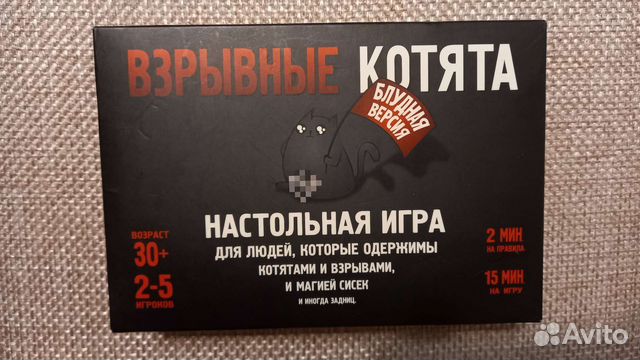 ВЗРЫВНЫЕ КОТЯТА
БЛУДНАЯ
ВЕРСИЯ
НАСТОЛЬНАЯ ИГРА
ДЛЯ ЛЮДЕЙ, КОТОРЫЕ ОДЕРЖИМЫ
КОТЯТАМИ И ВЗРЫВАМИ,
И МАГИЕЙ СИСЕК
И ИНОГДА ЗАДНИЦ.
ВОЗРАСТ
30+
2-5
ИГРОКОВ
2 МИН
НА ПРАВИЛА
15 МИН
НА ИГРУ
Avito